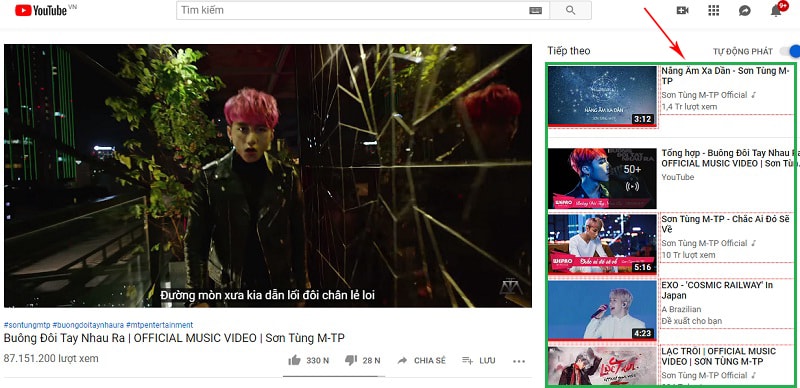 YouTube VN
Tìm kiếm
9+
Đường mòn xưa kia dẫn lối đôi chân lẻ loi
#sontungmtp #buongdoitaynhaura #mtpentertainment
Buông Đôi Tay Nhau Ra | OFFICIAL MUSIC VIDEO | Sơn Tùng M-TP
87.151.200 lượt xem
330 N
28 N
CHIA SẺ
LƯU
Tiếp theo
TỰ ĐỘNG PHÁT
NẮNG ẤM XA DẦN
3:12
Nắng Ấm Xa Dần - Sơn Tùng M-
TP
Sơn Tùng M-TP Official
1,4 Tr lượt xem
50+
Tổng hợp - Buông Đôi Tay Nhau Ra
OFFICIAL MUSIC VIDEO | Sơn Tùn...
YouTube
5:16
Sơn Tùng M-TP - Chắc Ai Đó Sẽ
Về
Sơn Tùng M-TP Official
10 Tr lượt xem
4:23
EXO - 'COSMIC RAILWAY' In
Japan
A Brazilian
Đề xuất cho bạn
LẠC TRÔI | OFFICIAL MUSIC
VIDEO | SƠN TÙNG M-TP
Sơn Tùng M-TP Official